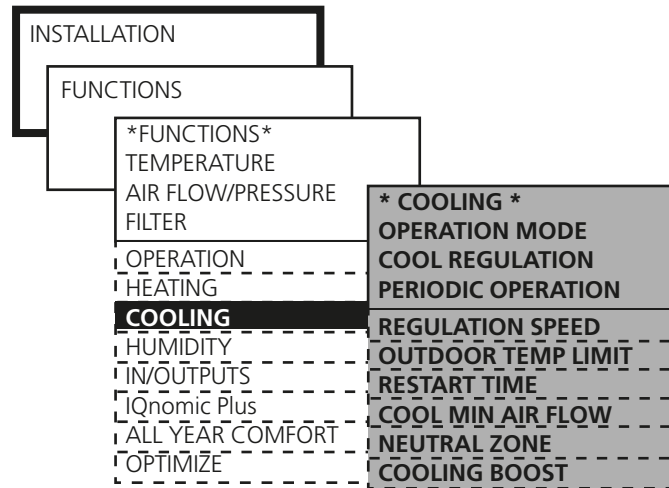 INSTALLATION
FUNCTIONS
*FUNCTIONS*
TEMPERATURE
AIR FLOW/PRESSURE
FILTER
OPERATION
HEATING
COOLING
HUMIDITY
IN/OUTPUTS
IQnomic Plus
ALL YEAR COMFORT
OPTIMIZE
* COOLING *
OPERATION MODE
COOL REGULATION
PERIODIC OPERATION
REGULATION SPEED
OUTDOOR TEMP LIMIT
RESTART TIME
COOL MIN AIR FLOW
NEUTRAL ZONE
COOLING BOOST